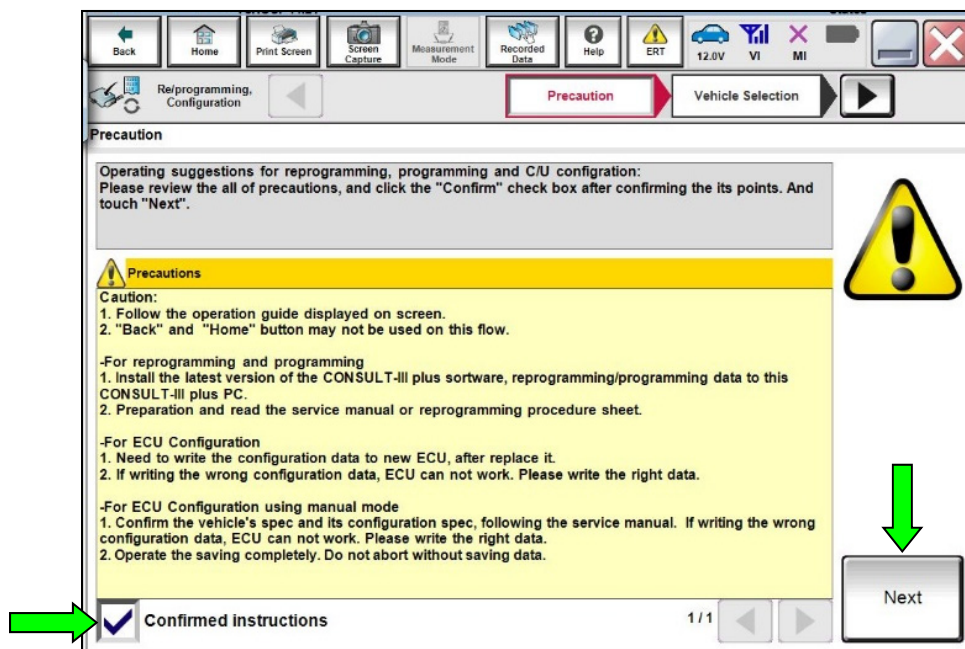 Back
Home
Print Screen
Screen
Capture
Measurement
Mode
Recorded
Data
Help
ERT
12.0V
VI
MI
Re/programming,
Configuration
Precaution
Vehicle Selection
Precaution
Operating suggestions for reprogramming, programming and C/U configration:
Please review the all of precautions, and click the "Confirm" check box after confirming the its points. And
touch "Next".
Precautions
Caution:
1. Follow the operation guide displayed on screen.
2. "Back" and "Home" button may not be used on this flow.
-For reprogramming and programming
1. Install the latest version of the CONSULT-III plus sortware, reprogramming/programming data to this
CONSULT-III plus PC.
2. Preparation and read the service manual or reprogramming procedure sheet.
-For ECU Configuration
1. Need to write the configuration data to new ECU, after replace it.
2. If writing the wrong configuration data, ECU can not work. Please write the right data.
-For ECU Configuration using manual mode
1. Confirm the vehicle's spec and its configuration spec, following the service manual. If writing the wrong
configuration data, ECU can not work. Please write the right data.
2. Operate the saving completely. Do not abort without saving data.
Next
Confirmed instructions
1/1